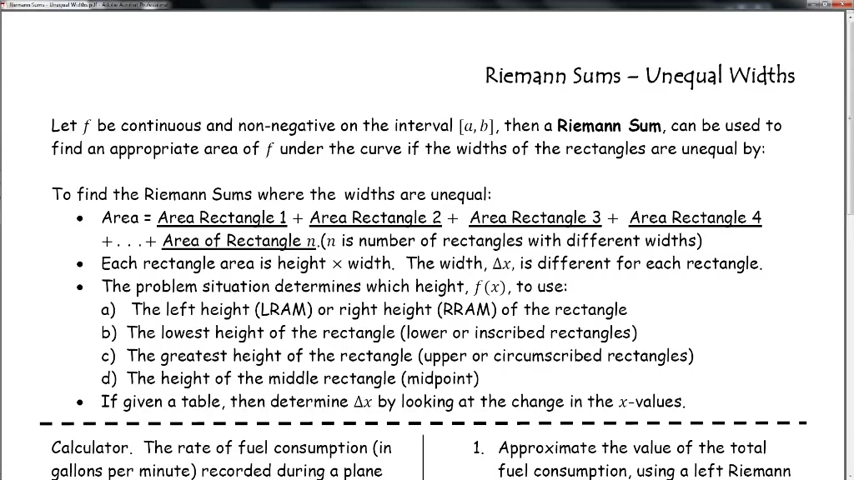 Riemann Sums - Unequal Widths.pdf - Adobe Acrobat Professional
Riemann Sums – Unequal Widths
Let f be continuous and non-negative on the interval [a, b], then a Riemann Sum, can be used to
find an appropriate area of f under the curve if the widths of the rectangles are unequal by:
To find the Riemann Sums where the widths are unequal:
• Area = Area Rectangle 1 + Area Rectangle 2 + Area Rectangle 3 + Area Rectangle 4
+ . . . + Area of Rectangle n.(n is number of rectangles with different widths)
• Each rectangle area is height × width. The width, Δx, is different for each rectangle.
• The problem situation determines which height, f(x), to use:
a) The left height (LRAM) or right height (RRAM) of the rectangle
b) The lowest height of the rectangle (lower or inscribed rectangles)
c) The greatest height of the rectangle (upper or circumscribed rectangles)
d) The height of the middle rectangle (midpoint)
• If given a table, then determine Δx by looking at the change in the x-values.
Calculator. The rate of fuel consumption (in
gallons per minute) recorded during a plane
1. Approximate the value of the total
fuel consumption, using a left Riemann